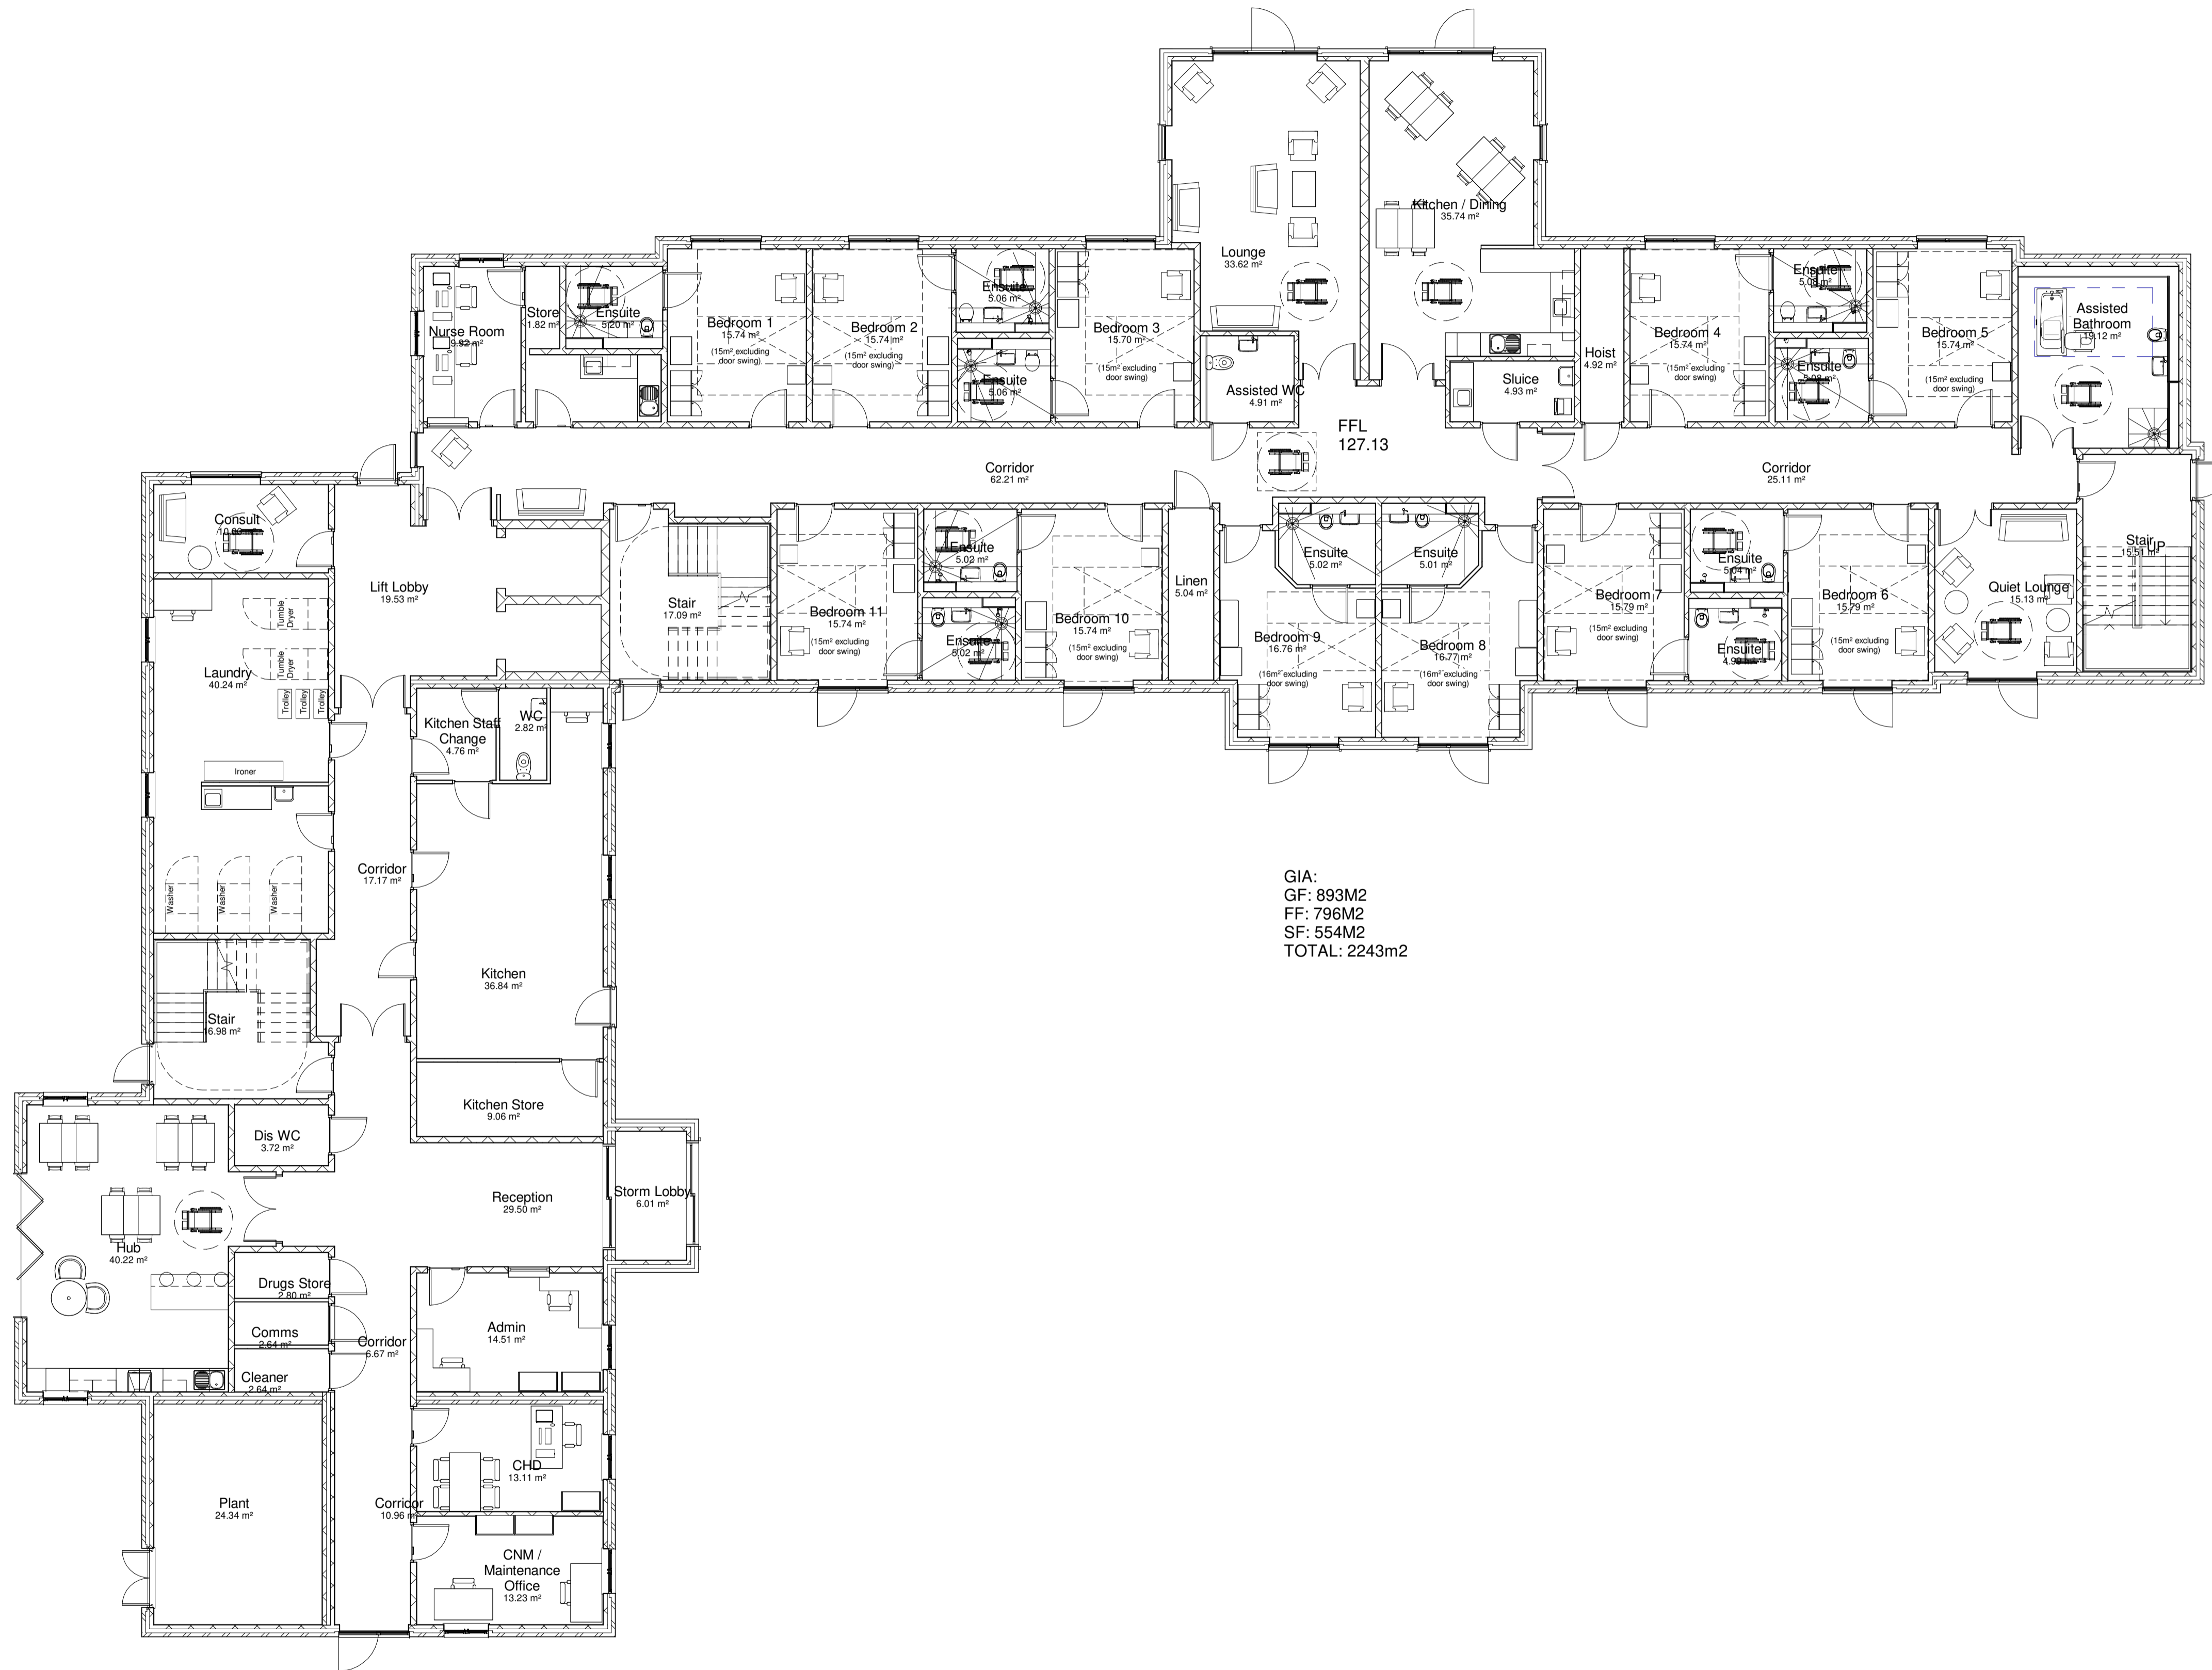 Lounge
33.62 m²
Kitchen / Dining
35.74 m²
Nurse Room
9.92 m²
Store
1.82 m²
Ensuite
5.20 m²
Bedroom 1
15.74 m²
(15m² excluding
door swing)
Bedroom 2
15.74 m²
(15m² excluding
door swing)
Ensuite
5.06 m²
Ensuite
5.06 m²
Bedroom 3
15.70 m²
(15m² excluding
door swing)
Assisted WC
4.91 m²
Sluice
4.93 m²
Hoist
4.92 m²
Bedroom 4
15.74 m²
(15m² excluding
door swing)
Ensuite
5.08 m²
Ensuite
5.08 m²
Bedroom 5
15.74 m²
(15m² excluding
door swing)
Assisted
Bathroom
19.12 m²
FFL
127.13
Corridor
62.21 m²
Corridor
25.11 m²
Consult
Lift Lobby
19.53 m²
Stair
17.09 m²
Bedroom 11
15.74 m²
(15m² excluding
door swing)
Ensuite
5.02 m²
Ensuite
5.02 m²
Bedroom 10
15.74 m²
(15m² excluding
door swing)
Linen
5.04 m²
Ensuite
5.02 m²
Ensuite
5.01 m²
Bedroom 9
16.76 m²
(16m² excluding
door swing)
Bedroom 8
16.77 m²
(16m² excluding
door swing)
Bedroom 7
15.79 m²
(15m² excluding
door swing)
Ensuite
5.04 m²
Ensuite
Bedroom 6
15.79 m²
(15m² excluding
door swing)
Quiet Lounge
15.13 m²
Stair
15.51 m²
UP
Tumble
Dryer
Tumble
Dryer
Laundry
40.24 m²
Trolley
Trolley
Trolley
Ironer
Washer
Washer
Washer
Kitchen Staff
Change
4.76 m²
WC
2.82 m²
Corridor
17.17 m²
Kitchen
36.84 m²
GIA:
GF: 893M2
FF: 796M2
SF: 554M2
TOTAL: 2243m2
Stair
16.98 m²
Kitchen Store
9.06 m²
Dis WC
3.72 m²
Reception
29.50 m²
Storm Lobby
6.01 m²
Hub
40.22 m²
Drugs Store
2.80 m²
Comms
2.64 m²
Cleaner
2.64 m²
Corridor
6.67 m²
Admin
14.51 m²
CHD
13.11 m²
Plant
24.34 m²
Corridor
10.96 m²
CNM /
Maintenance
Office
13.23 m²